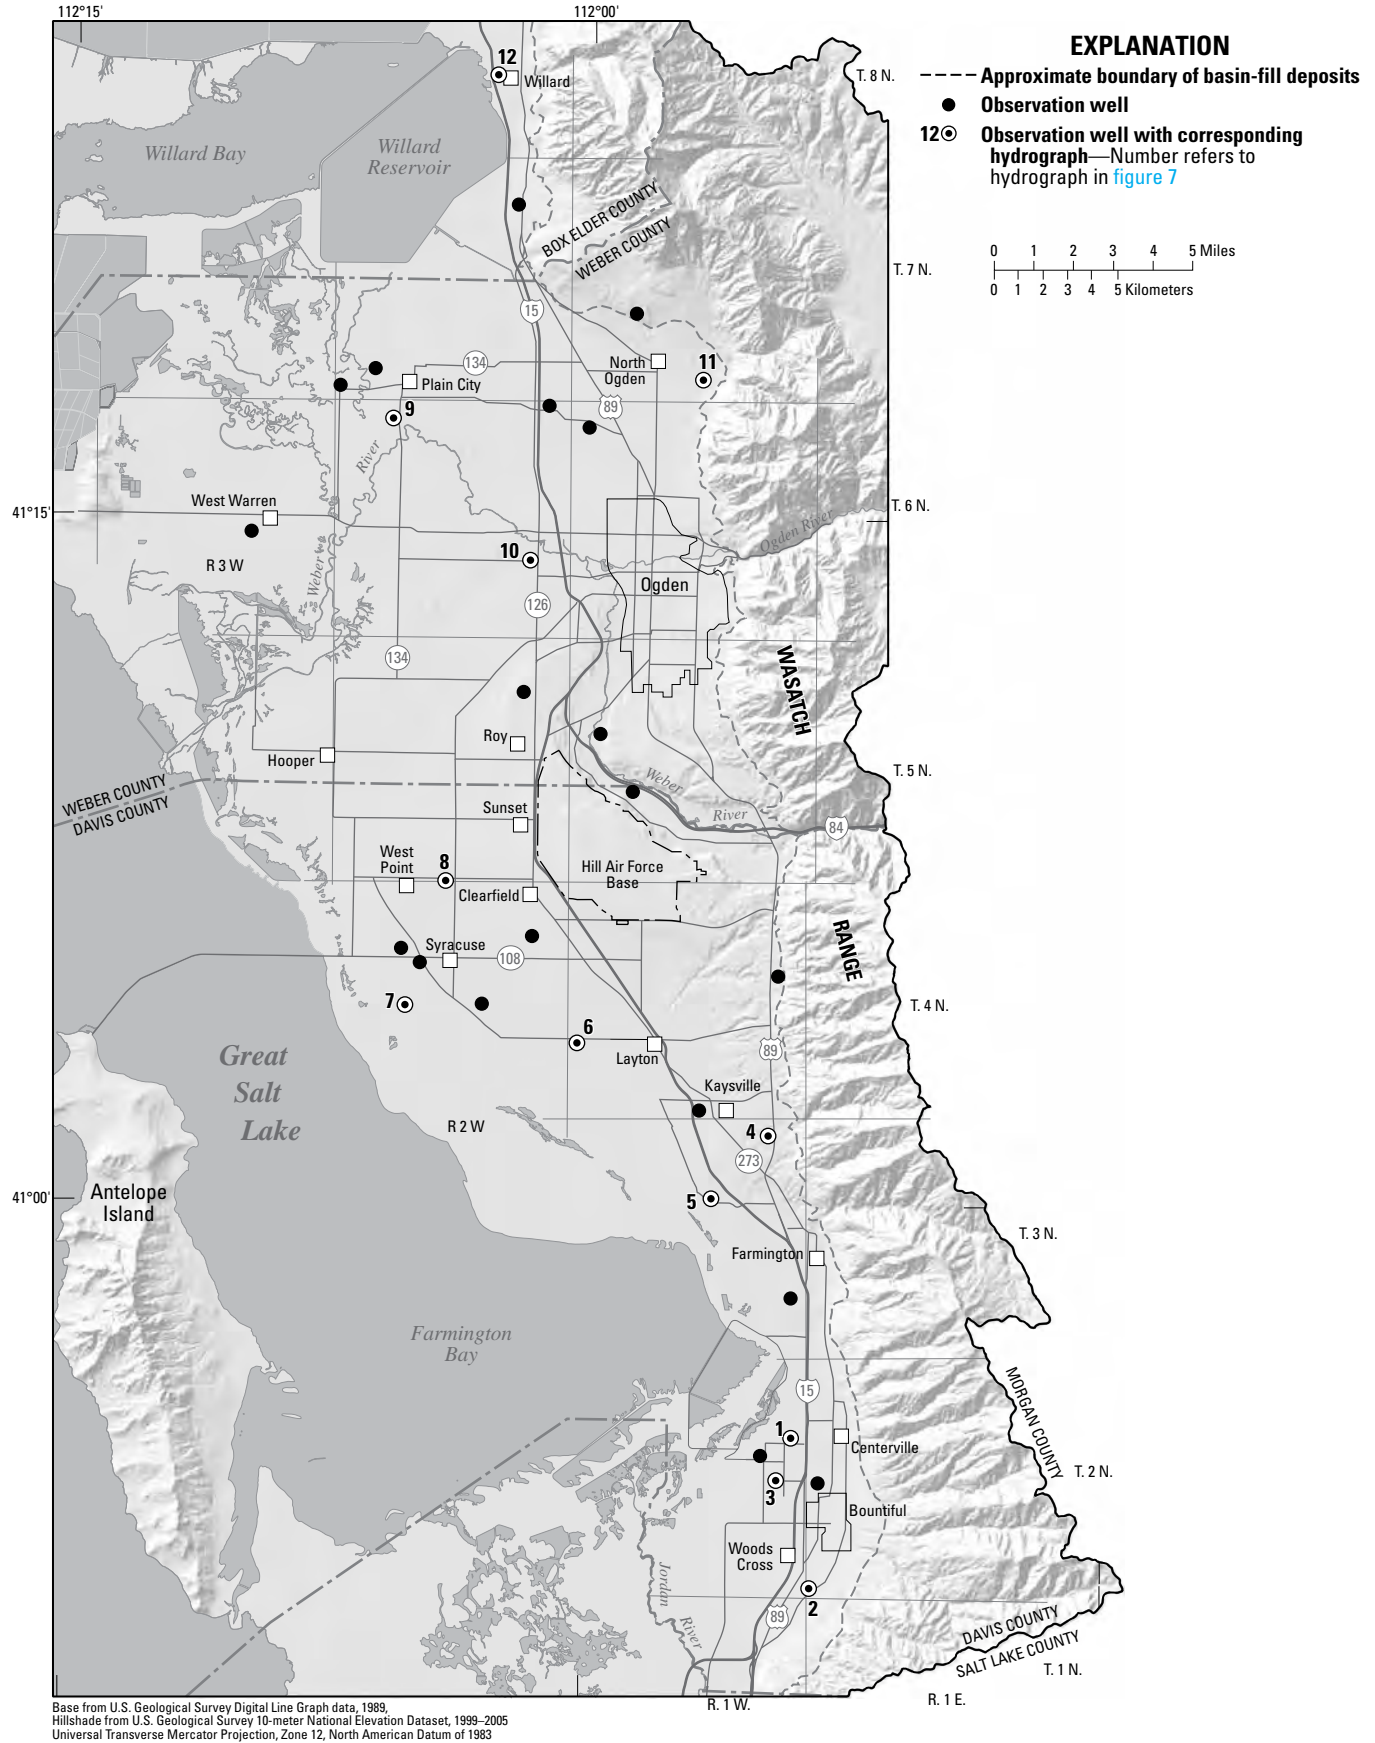 112°15'
112°00'
EXPLANATION
Approximate boundary of basin-fill deposits
Observation well
12
Observation well with corresponding
hydrograph—Number refers to
hydrograph in figure 7
0 1 2 3 4 5 Miles
0 1 2 3 4 5 Kilometers
12
Willard
T. 8 N.
Willard Bay
Willard
Reservoir
BOX ELDER COUNTY
WEBER COUNTY
T. 7 N.
15
134
North
Ogden
11
Plain City
89
9
River
West Warren
41°15'
T. 6 N.
Ogden River
10
R 3 W
Weber
Ogden
126
134
WASATCH
Roy
Hooper
T. 5 N.
WEBER COUNTY
DAVIS COUNTY
Weber
River
Sunset
84
West
Point
8
Hill Air Force
Base
Clearfield
RANGE
Syracuse
108
7
T. 4 N.
6
Layton
89
Great
Salt
Lake
Kaysville
R 2 W
4
273
41°00'
Antelope
Island
5
T. 3 N.
Farmington
Farmington
Bay
15
MORGAN COUNTY
1
Centerville
T. 2 N.
3
Bountiful
Woods
Cross
Jordan
River
2
89
DAVIS COUNTY
SALT LAKE COUNTY
T. 1 N.
R. 1 W.
R. 1 E.
Base from U.S. Geological Survey Digital Line Graph data, 1989,
Hillshade from U.S. Geological Survey 10-meter National Elevation Dataset, 1999–2005
Universal Transverse Mercator Projection, Zone 12, North American Datum of 1983